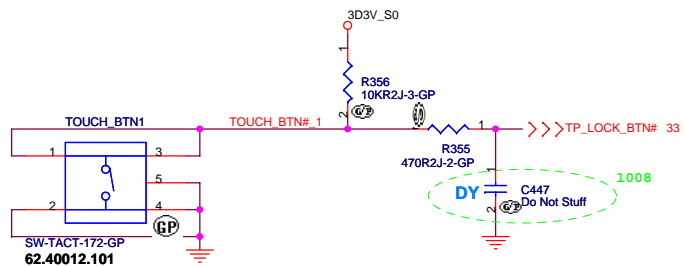 3D3V_S0
1
R356
10KR2J-3-GP
2
G/P
TOUCH_BTN1
TOUCH_BTN#_1
1
TP_LOCK_BTN# 33
R355
470R2J-2-GP
1 3
5
2 4
GP
SW-TACT-172-GP
62.40012.101
1
DY
C447
Do Not Stuff
2
G/P
1008